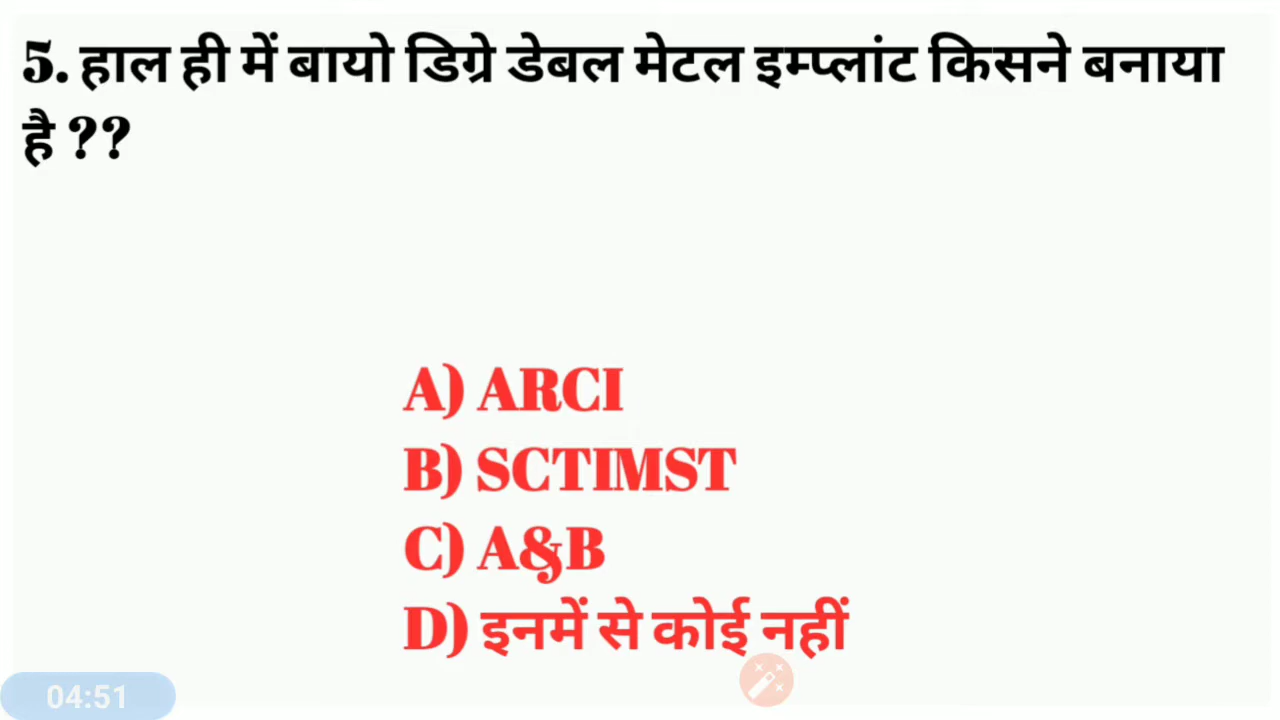 5. हाल ही में बायो डिग्रे डेबल मेटल इम्प्लांट किसने बनाया
है ??
A) ARCI
B) SCTIMST
C) A&B
D) इनमें से कोई नहीं
04:51